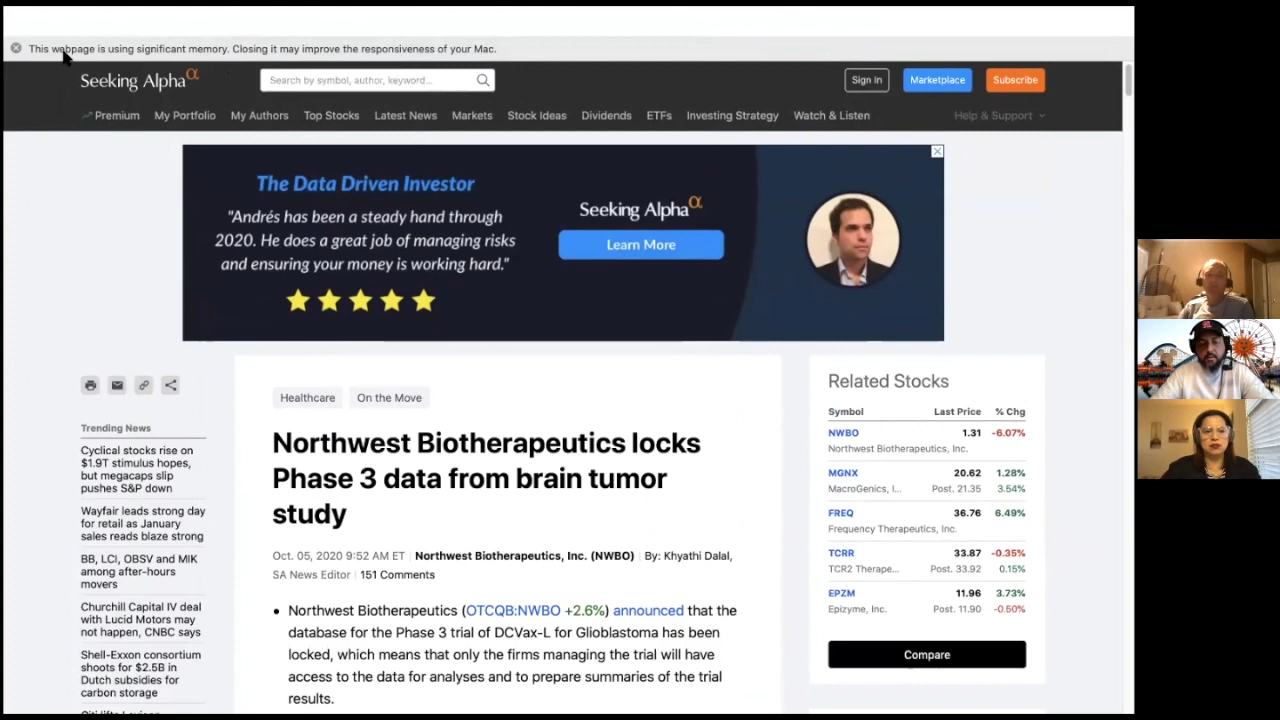 This webpage is using significant memory. Closing it may improve the responsiveness of your Mac.
Seeking Alpha α
Search by symbol, author, keyword...
Sign In
Marketplace
Subscribe
Premium
My Portfolio
My Authors
Top Stocks
Latest News
Markets
Stock Ideas
Dividends
ETFs
Investing Strategy
Watch & Listen
Help & Support
The Data Driven Investor
"Andrés has been a steady hand through
2020. He does a great job of managing risks
and ensuring your money is working hard."
Seeking Alpha α
Learn More
Trending News
Cyclical stocks rise on
$1.9T stimulus hopes,
but megacaps slip
pushes S&P down
Wayfair leads strong day
for retail as January
sales reads blaze strong
BB, LCI, OBSV and MIK
among after-hours
movers
Churchill Capital IV deal
with Lucid Motors may
not happen, CNBC says
Shell-Exxon consortium
shoots for $2.5B in
Dutch subsidies for
carbon storage
Healthcare
On the Move
Northwest Biotherapeutics locks
Phase 3 data from brain tumor
study
Oct. 05, 2020 9:52 AM ET | Northwest Biotherapeutics, Inc. (NWBO) | By: Khyathi Dalal,
SA News Editor | 151 Comments
• Northwest Biotherapeutics (OTCQB:NWBO +2.6%) announced that the
database for the Phase 3 trial of DCVax-L for Glioblastoma has been
locked, which means that only the firms managing the trial will have
access to the data for analyses and to prepare summaries of the trial
results.
Related Stocks
Symbol Last Price % Chg
NWBO 1.31 -6.07%
Northwest Biotherapeutics, Inc.
MGNX 20.62 1.28%
MacroGenics, I... Post. 21.35 3.54%
FREQ 36.76 6.49%
Frequency Therapeutics, Inc.
TCRR 33.87 -0.35%
TCR2 Therape... Post. 33.92 0.15%
EPZM 11.96 3.73%
Epizyme, Inc. Post. 11.90 -0.50%
Compare